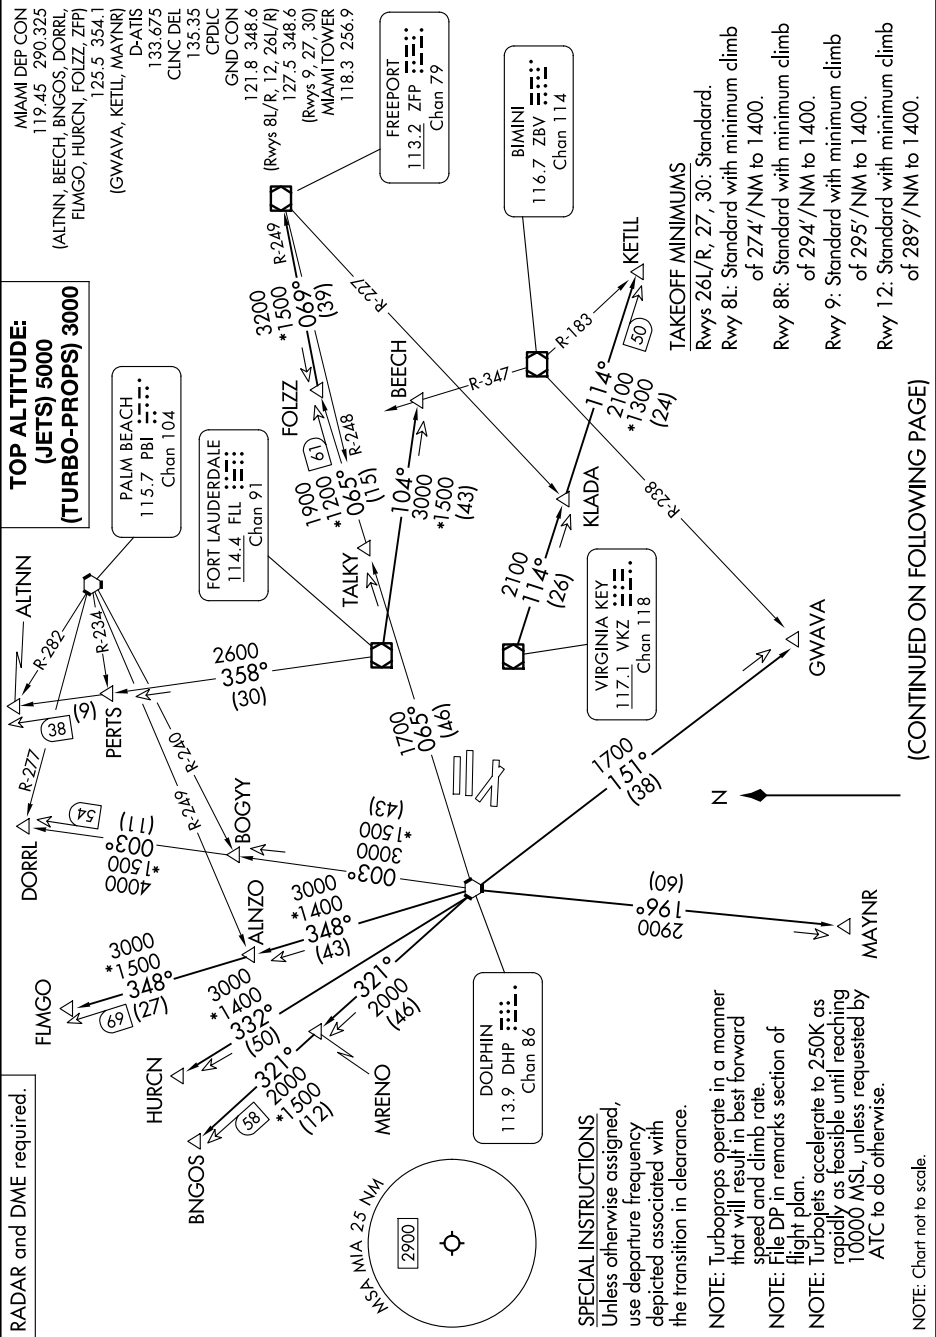 RADAR and DME required.
TOP ALTITUDE:
(JETS) 5000
(TURBO-PROPS) 3000
MIAMI DEP CON
119.45 290.325
(ALTNN, BEECH, BNGOS, DORRL,
FLMGO, HURCN, FOLZZ, ZFP)
125.5 354.1
(GWAVA, KETLL, MAYNR)
D-ATIS
133.675
CLNC DEL
135.35
CPDLC
GND CON
121.8 348.6
(Rwys 8L/R, 12, 26L/R)
127.5 348.6
(Rwys 9, 27, 30)
MIAMI TOWER
118.3 256.9
FLMGO
3000
*1500
348°
(27)
69
DORRL
4000
*1500
003°
(11)
54
R-277
ALTNN
38
(9)
R-282
R-234
PERTS
PALM BEACH
115.7 PBI
Chan 104
HURCN
3000
*1400
332°
(50)
ALNZO
3000
*1400
348°
(43)
R-249
R-240
BOGYY
003°
3000
*1500
(43)
2600
358°
(30)
FORT LAUDERDALE
114.4 FLL
Chan 91
BNGOS
58
321°
2000
*1500
(12)
MRENO
321°
2000
(46)
1700
065°
(46)
TALKY
1900
*1200
065°
(15)
61
R-248
FOLZZ
3200
*1500
069°
(39)
R-249
FREEPORT
113.2 ZFP
Chan 79
R-227
104°
3000
*1500
(43)
BEECH
R-347
BIMINI
116.7 ZBV
Chan 114
R-183
R-238
MSA MIA 25 NM
2900
DOLPHIN
113.9 DHP
Chan 86
2900
196°
(60)
MAYNR
1700
151°
(38)
GWAVA
VIRGINIA KEY
117.1 VKZ
Chan 118
2100
114°
(26)
KLADA
114°
2100
*1300
(24)
50
KETLL
N
SPECIAL INSTRUCTIONS
Unless otherwise assigned,
use departure frequency
depicted associated with
the transition in clearance.
NOTE: Turboprops operate in a manner
that will result in best forward
speed and climb rate.
NOTE: File DP in remarks section of
flight plan.
NOTE: Turbojets accelerate to 250K as
rapidly as feasible until reaching
10000 MSL, unless requested by
ATC to do otherwise.
NOTE: Chart not to scale.
TAKEOFF MINIMUMS
Rwys 26L/R, 27, 30: Standard.
Rwy 8L: Standard with minimum climb
of 274'/NM to 1400.
Rwy 8R: Standard with minimum climb
of 294'/NM to 1400.
Rwy 9: Standard with minimum climb
of 295'/NM to 1400.
Rwy 12: Standard with minimum climb
of 289'/NM to 1400.
(CONTINUED ON FOLLOWING PAGE)